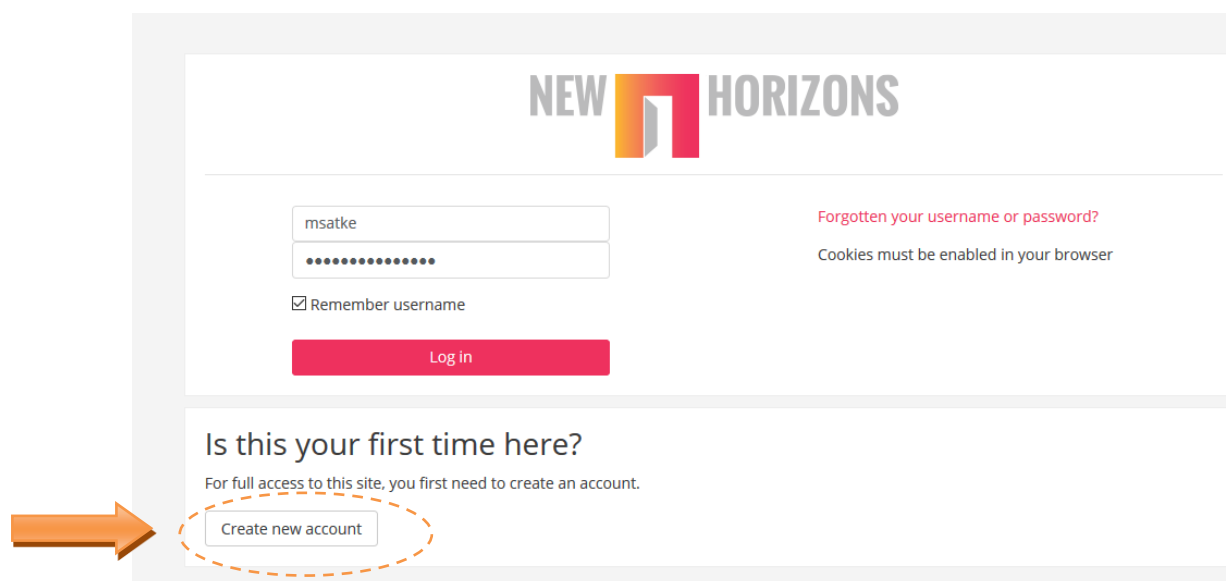 NEW HORIZONS
msatke
●●●●●●●●●●●●●●●
Remember username
Log in
Forgotten your username or password?
Cookies must be enabled in your browser
Is this your first time here?
For full access to this site, you first need to create an account.
Create new account